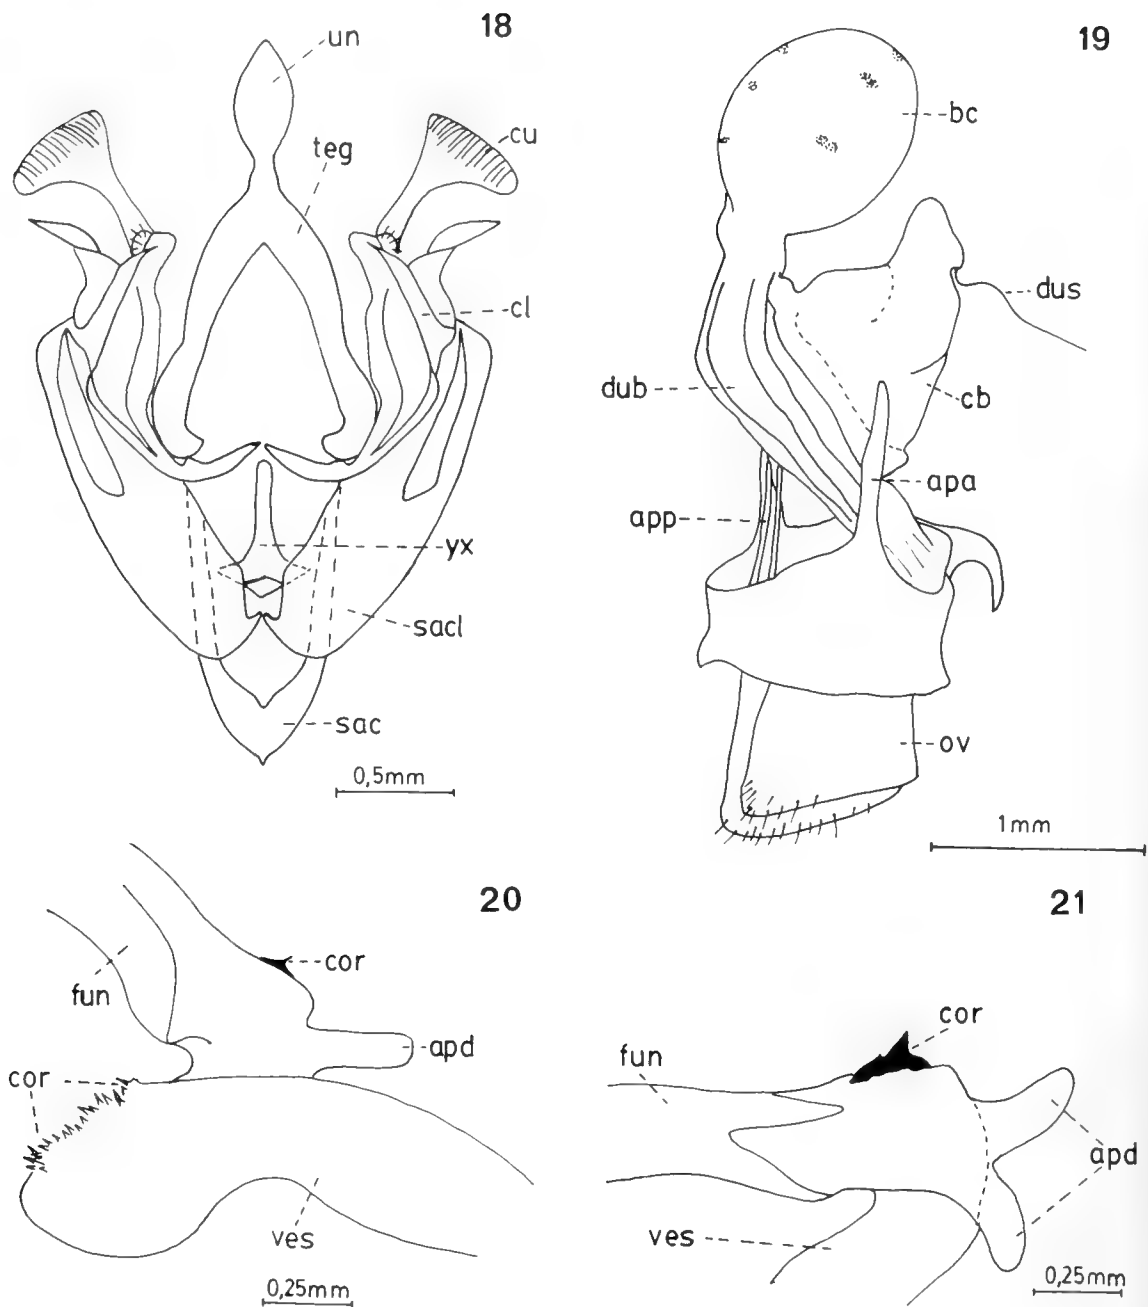 18
un
teg
cu
cl
yx
sacl
sac
0,5mm
19
bc
dus
dub
cb
apa
app
ov
1mm
20
cor
fun
apd
cor
ves
0,25mm
21
cor
fun
apd
ves
0,25mm